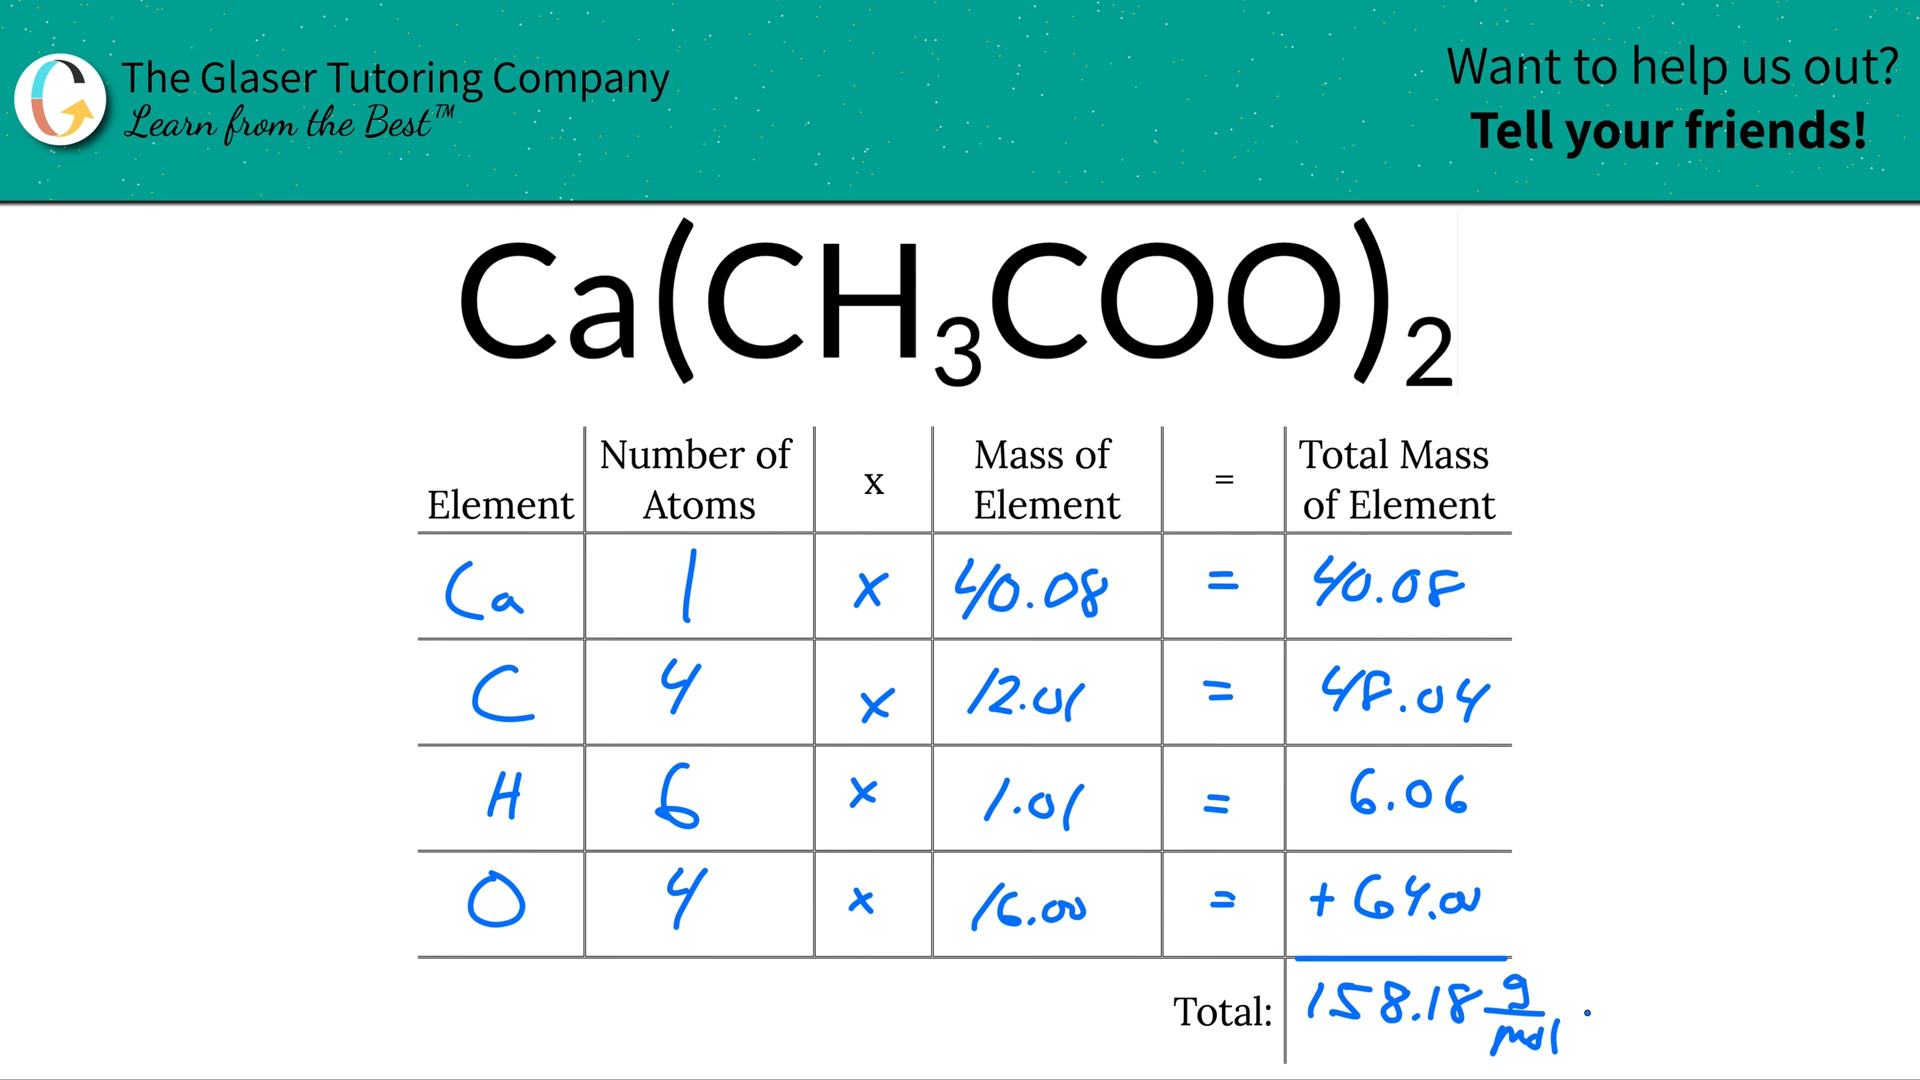 The Glaser Tutoring Company
Learn from the Best™
Want to help us out?
Tell your friends!
Ca(CH₃COO)₂
Element Number of Atoms x Mass of Element = Total Mass of Element
Ca 1 x 40.08 = 40.08
C 4 x 12.01 = 48.04
H 6 x 1.01 = 6.06
O 4 x 16.00 = + 64.00
Total: 158.18 g/mol